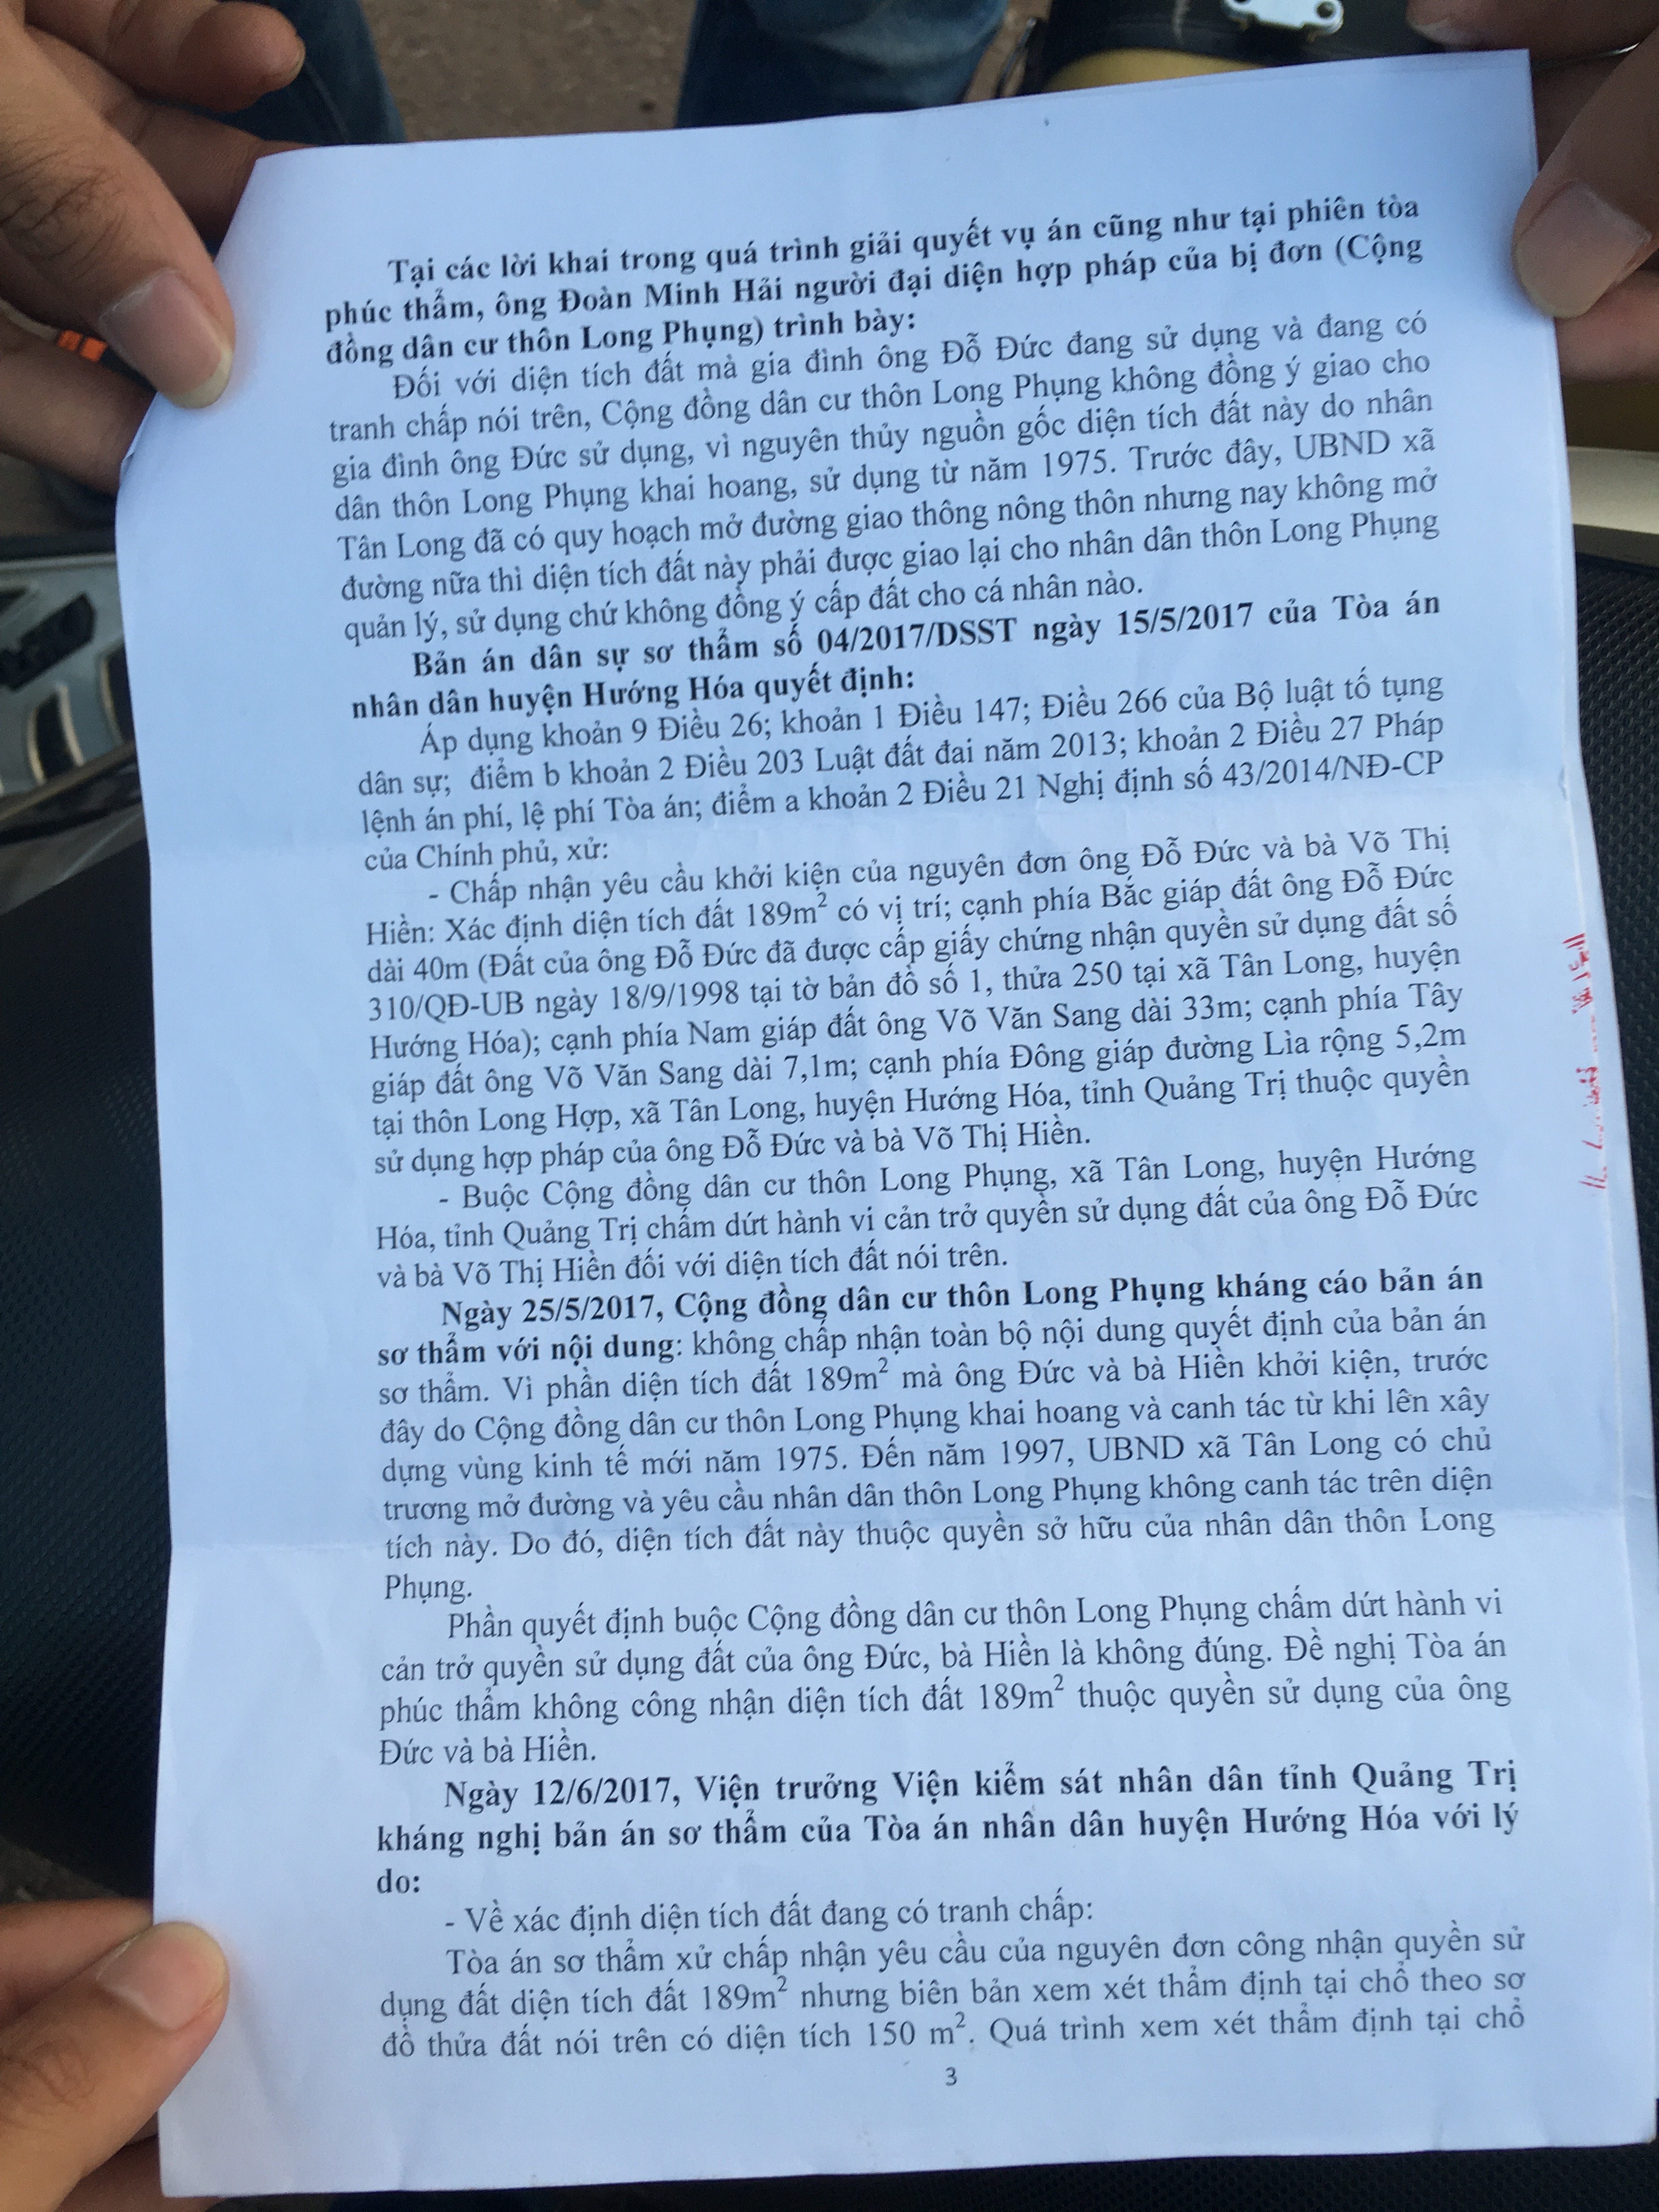 Tại các lời khai trong quá trình giải quyết vụ án cũng như tại phiên tòa
phúc thẩm, ông Đoàn Minh Hải người đại diện hợp pháp của bị đơn (Cộng
đồng dân cư thôn Long Phụng) trình bày:
Đối với diện tích đất mà gia đình ông Đỗ Đức đang sử dụng và đang có
tranh chấp nói trên, Cộng đồng dân cư thôn Long Phụng không đồng ý giao cho
gia đình ông Đức sử dụng, vì nguyên thủy nguồn gốc diện tích đất này do nhân
dân thôn Long Phụng khai hoang, sử dụng từ năm 1975. Trước đây, UBND xã
Tân Long đã có quy hoạch mở đường giao thông nông thôn nhưng nay không mở
đường nữa thì diện tích đất này phải được giao lại cho nhân dân thôn Long Phụng
quản lý, sử dụng chứ không đồng ý cấp đất cho cá nhân nào.
Bản án dân sự sơ thẩm số 04/2017/DSST ngày 15/5/2017 của Tòa án
nhân dân huyện Hướng Hóa quyết định:
Áp dụng khoản 9 Điều 26; khoản 1 Điều 147; Điều 266 của Bộ luật tố tụng
dân sự; điểm b khoản 2 Điều 203 Luật đất đai năm 2013; khoản 2 Điều 27 Pháp
lệnh án phí, lệ phí Tòa án; điểm a khoản 2 Điều 21 Nghị định số 43/2014/NĐ-CP
của Chính phủ, xử:
- Chấp nhận yêu cầu khởi kiện của nguyên đơn ông Đỗ Đức và bà Võ Thị
Hiền: Xác định diện tích đất 189m² có vị trí; cạnh phía Bắc giáp đất ông Đỗ Đức
dài 40m (Đất của ông Đỗ Đức đã được cấp giấy chứng nhận quyền sử dụng đất số
310/QĐ-UB ngày 18/9/1998 tại tờ bản đồ số 1, thửa 250 tại xã Tân Long, huyện
Hướng Hóa); cạnh phía Nam giáp đất ông Võ Văn Sang dài 33m; cạnh phía Tây
giáp đất ông Võ Văn Sang dài 7,1m; cạnh phía Đông giáp đường Lìa rộng 5,2m
tại thôn Long Hợp, xã Tân Long, huyện Hướng Hóa, tỉnh Quảng Trị thuộc quyền
sử dụng hợp pháp của ông Đỗ Đức và bà Võ Thị Hiền.
- Buộc Cộng đồng dân cư thôn Long Phụng, xã Tân Long, huyện Hướng
Hóa, tỉnh Quảng Trị chấm dứt hành vi cản trở quyền sử dụng đất của ông Đỗ Đức
và bà Võ Thị Hiền đối với diện tích đất nói trên.
Ngày 25/5/2017, Cộng đồng dân cư thôn Long Phụng kháng cáo bản án
sơ thẩm với nội dung: không chấp nhận toàn bộ nội dung quyết định của bản án
sơ thẩm. Vì phần diện tích đất 189m² mà ông Đức và bà Hiền khởi kiện, trước
đây do Cộng đồng dân cư thôn Long Phụng khai hoang và canh tác từ khi lên xây
dựng vùng kinh tế mới năm 1975. Đến năm 1997, UBND xã Tân Long có chủ
trương mở đường và yêu cầu nhân dân thôn Long Phụng không canh tác trên diện
tích này. Do đó, diện tích đất này thuộc quyền sở hữu của nhân dân thôn Long
Phụng.
Phần quyết định buộc Cộng đồng dân cư thôn Long Phụng chấm dứt hành vi
cản trở quyền sử dụng đất của ông Đức, bà Hiền là không đúng. Đề nghị Tòa án
phúc thẩm không công nhận diện tích đất 189m² thuộc quyền sử dụng của ông
Đức và bà Hiền.
Ngày 12/6/2017, Viện trưởng Viện kiểm sát nhân dân tỉnh Quảng Trị
kháng nghị bản án sơ thẩm của Tòa án nhân dân huyện Hướng Hóa với lý
do:
- Về xác định diện tích đất đang có tranh chấp:
Tòa án sơ thẩm xử chấp nhận yêu cầu của nguyên đơn công nhận quyền sử
dụng đất diện tích đất 189m² nhưng biên bản xem xét thẩm định tại chổ theo sơ
đồ thửa đất nói trên có diện tích 150 m². Quá trình xem xét thẩm định tại chổ
3